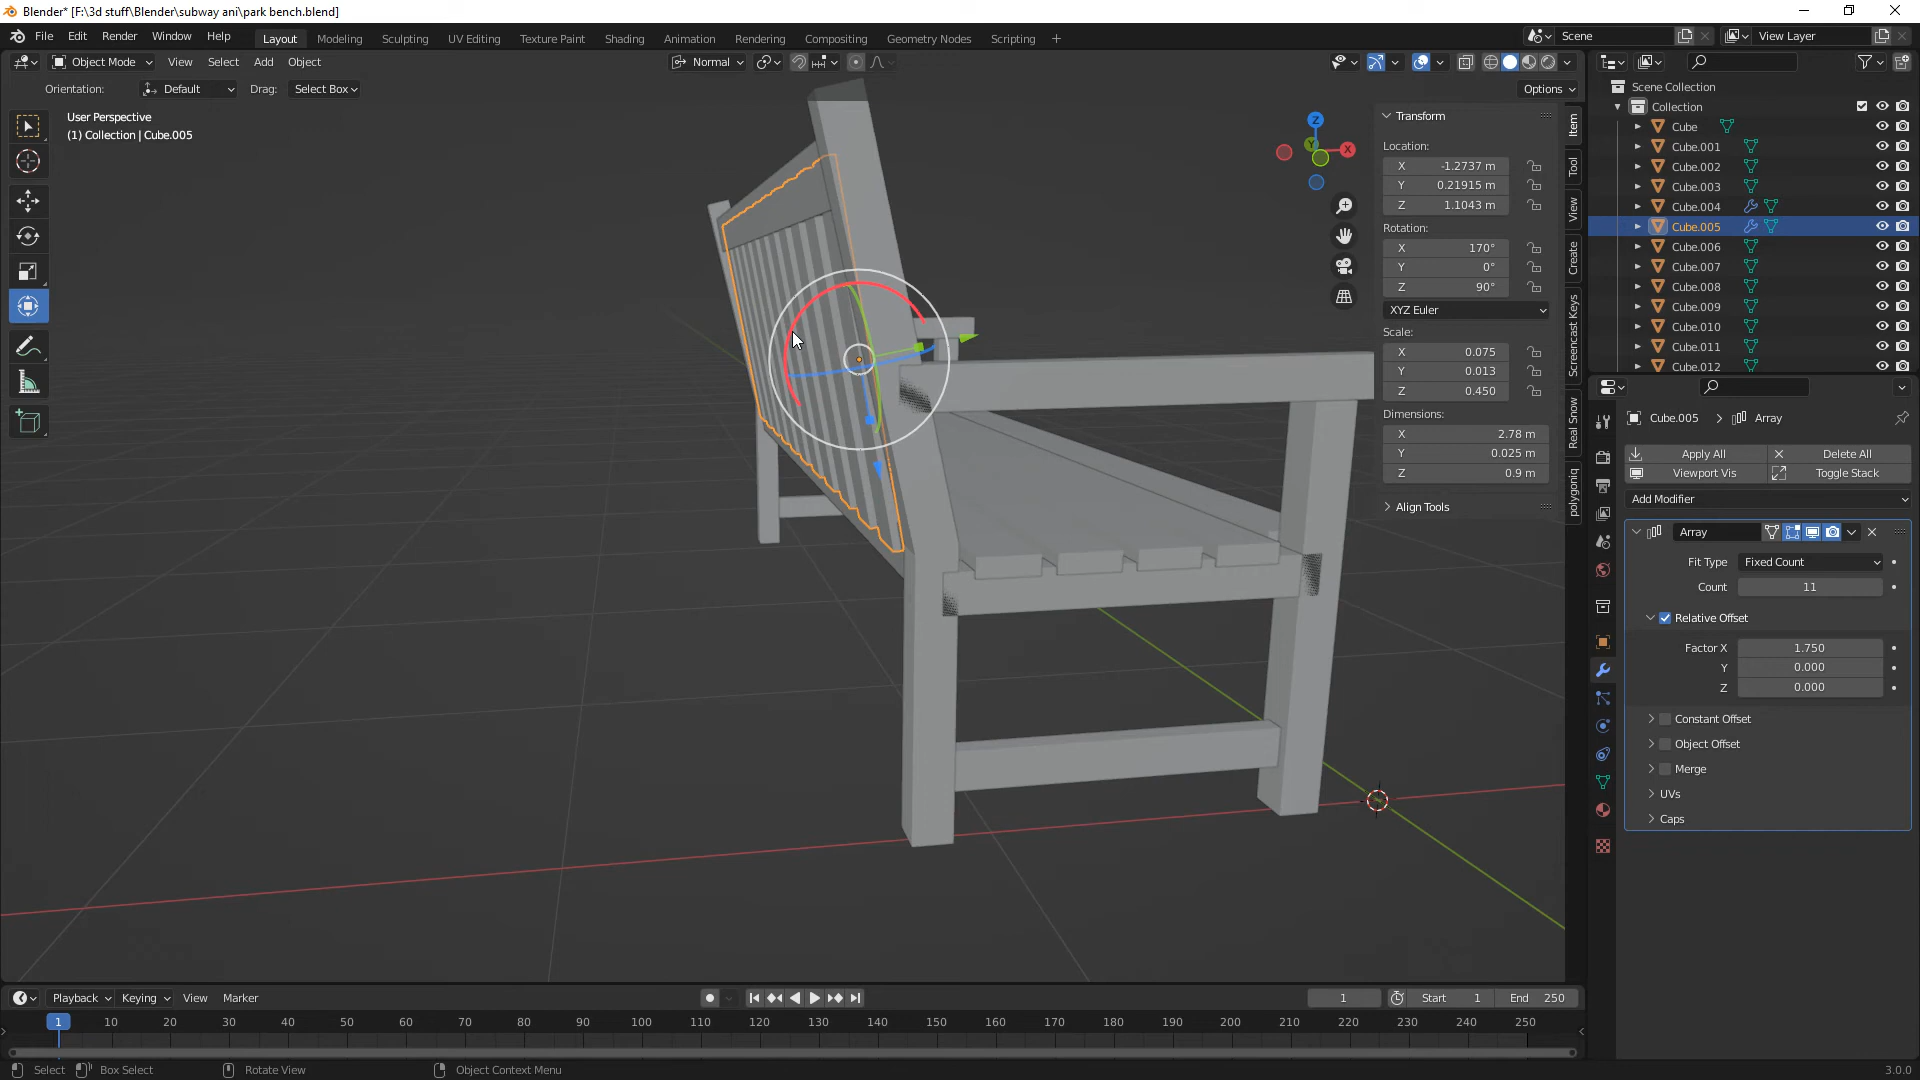 Blender* [F:\3d stuff\Blender\subway ani\park bench.blend]
File Edit Render Window Help Layout Modeling Sculpting UV Editing Texture Paint Shading Animation Rendering Compositing Geometry Nodes Scripting + Scene View Layer
Object Mode View Select Add Object Normal
Orientation: Default Drag: Select Box Options
User Perspective
(1) Collection | Cube.005
Z
Y
X
Transform
Location:
X -1.2737 m
Y 0.21915 m
Z 1.1043 m
Rotation:
X 170°
Y 0°
Z 90°
XYZ Euler
Scale:
X 0.075
Y 0.013
Z 0.450
Dimensions:
X 2.78 m
Y 0.025 m
Z 0.9 m
Align Tools
Item
Tool
View
Create
Screencast Keys
Real Snow
polygoniq
Scene Collection
Collection
Cube
Cube.001
Cube.002
Cube.003
Cube.004
Cube.005
Cube.006
Cube.007
Cube.008
Cube.009
Cube.010
Cube.011
Cube.012
Cube.005 > Array
Apply All Delete All
Viewport Vis Toggle Stack
Add Modifier
Array
Fit Type Fixed Count
Count 11
Relative Offset
Factor X 1.750
Y 0.000
Z 0.000
Constant Offset
Object Offset
Merge
UVs
Caps
Playback Keying View Marker 1 Start 1 End 250
1 10 20 30 40 50 60 70 80 90 100 110 120 130 140 150 160 170 180 190 200 210 220 230 240 250
Select Box Select Rotate View Object Context Menu 3.0.0